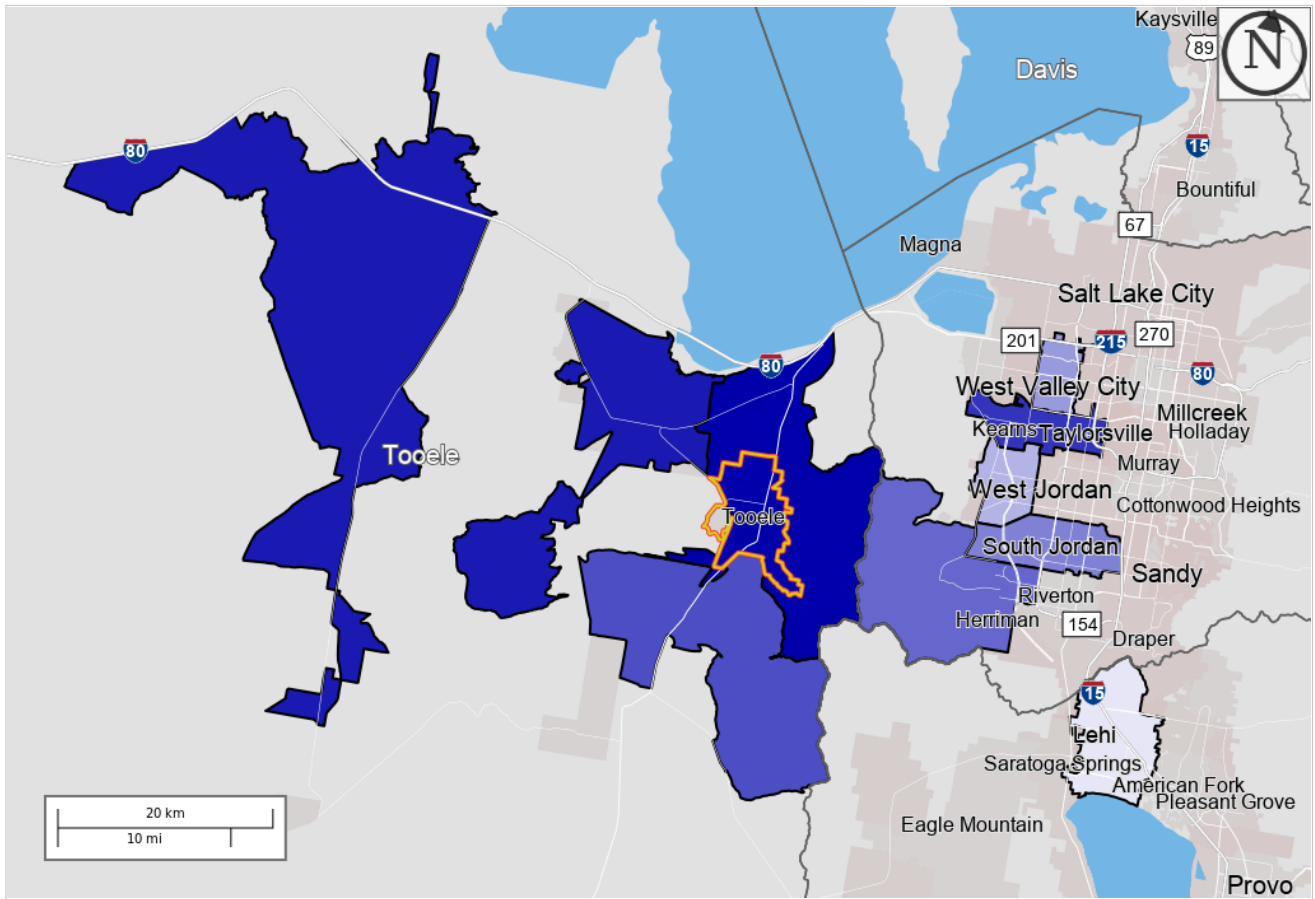 Kaysville
89
N
Davis
80
15
Bountiful
67
Magna
Salt Lake City
201
215
270
80
80
West Valley City
Millcreek
Kearns
Taylorsville
Holladay
Tooele
Murray
West Jordan
Cottonwood Heights
Tooele
South Jordan
Sandy
Riverton
Herriman
154
Draper
15
Lehi
Saratoga Springs
American Fork
Pleasant Grove
20 km
10 mi
Eagle Mountain
Provo